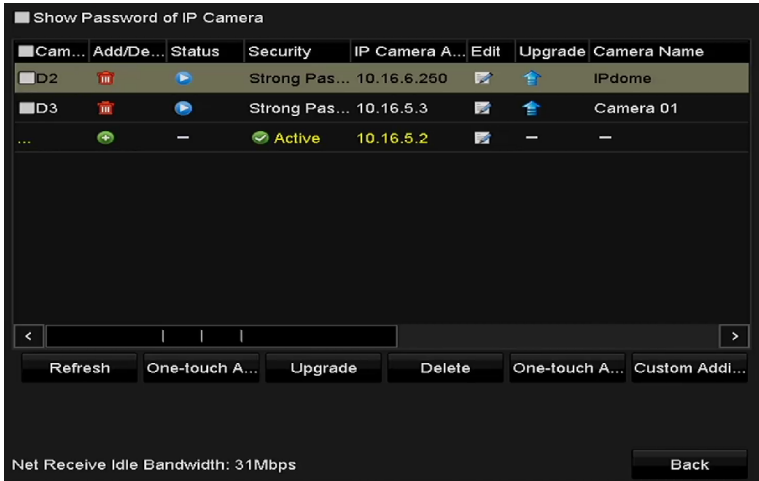 Show Password of IP Camera
Cam... Add/De... Status Security IP Camera A... Edit Upgrade Camera Name
D2 Strong Pas... 10.16.6.250 IPdome
D3 Strong Pas... 10.16.5.3 Camera 01
... — Active 10.16.5.2 — —
Refresh One-touch A... Upgrade Delete One-touch A... Custom Addi...
Net Receive Idle Bandwidth: 31Mbps Back